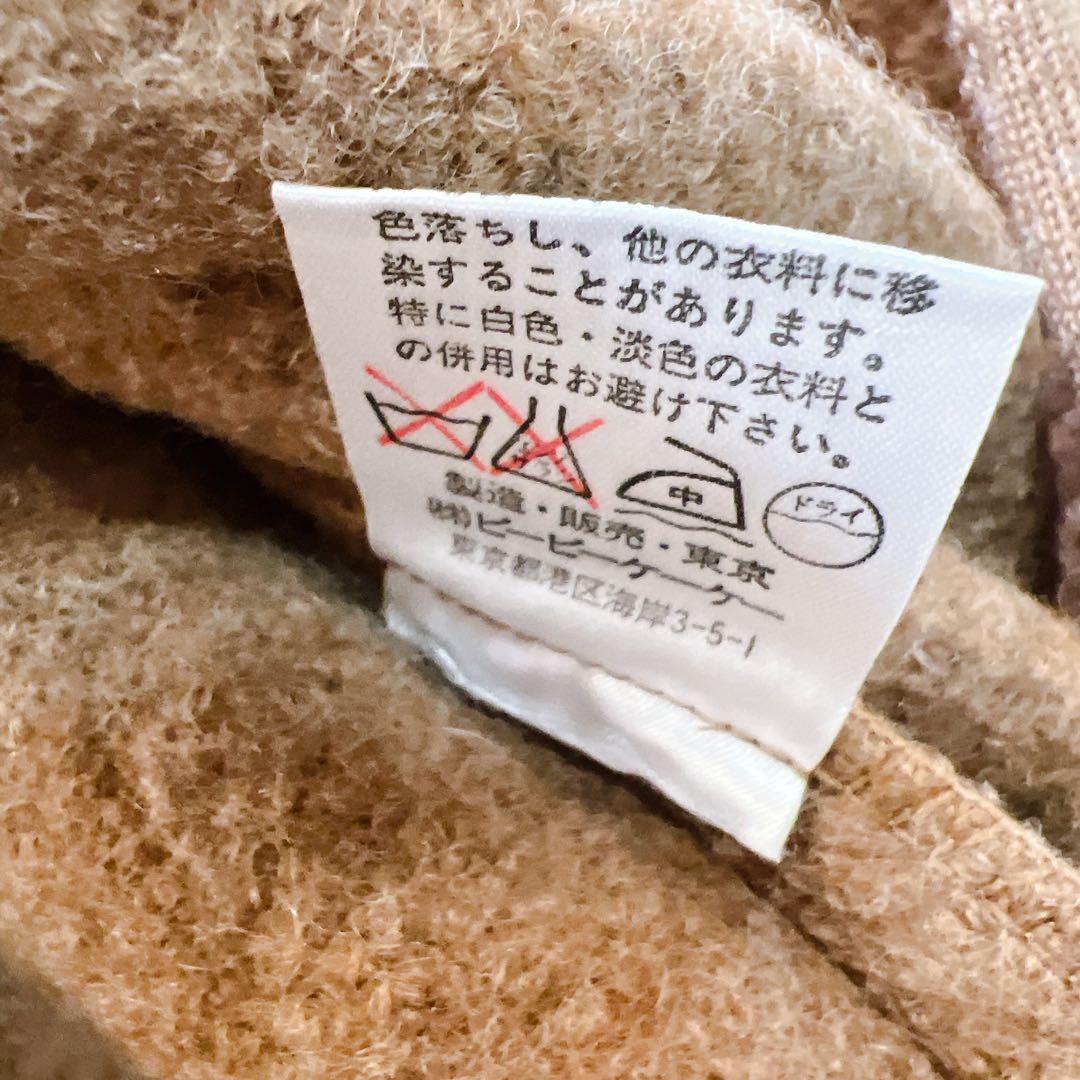 色落ちし、他の衣料に移
染することがあります。
特に白色・淡色の衣料と
の併用はお避け下さい。
中
ドライ
製造・販売・東京
㈱ビービーケーケー
東京都港区海岸3-5-1